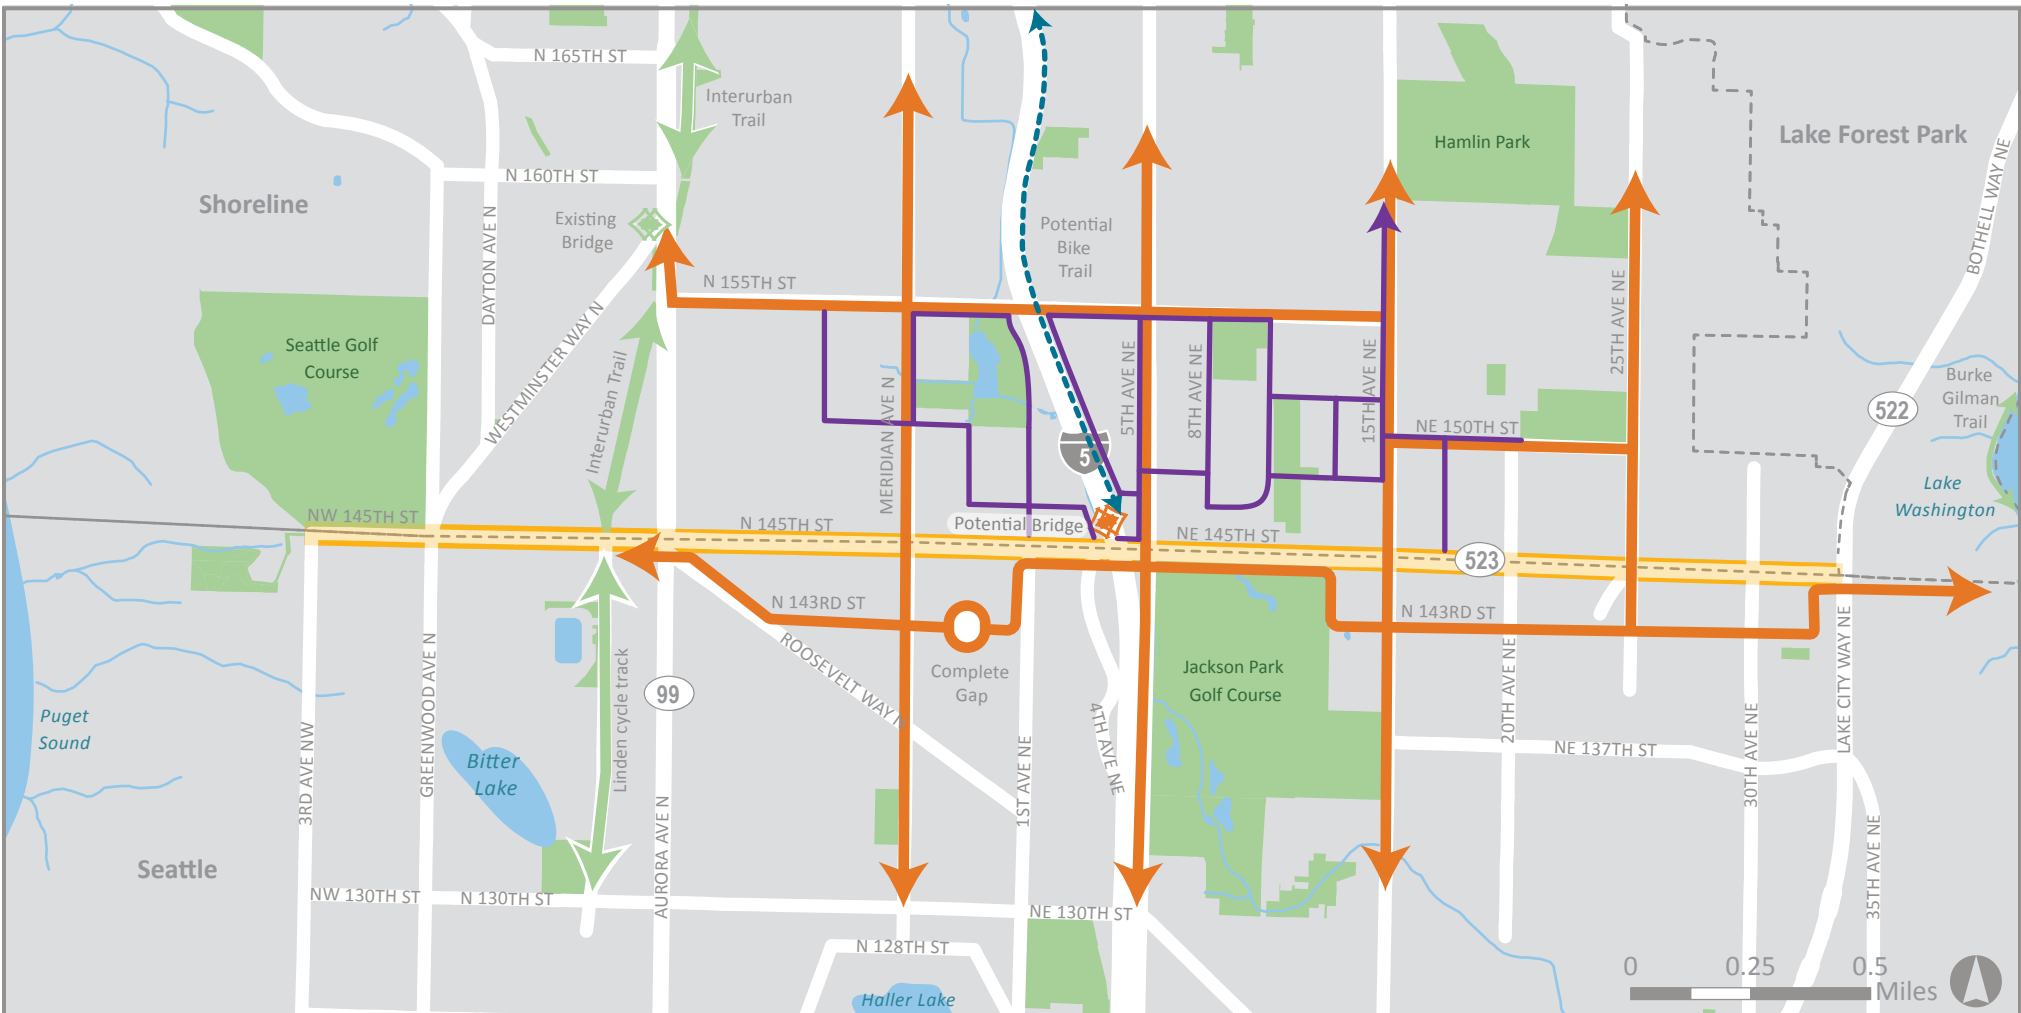 N 165TH ST
Interurban
Trail
Hamlin Park
Lake Forest Park
BOTHELL WAY NE
N 160TH ST
Shoreline
Existing
Bridge
DAYTON AVE N
Potential
Bike
Trail
N 155TH ST
25TH AVE NE
WESTMINSTER WAY N
Seattle Golf
Course
Interurban Trail
MERIDIAN AVE N
5TH AVE NE
8TH AVE NE
15TH AVE NE
Burke
Gilman
Trail
522
NE 150TH ST
5
Lake
Washington
NW 145TH ST
N 145TH ST
Potential Bridge
NE 145TH ST
523
N 143RD ST
N 143RD ST
ROOSEVELT WAY N
Complete
Gap
Jackson Park
Golf Course
99
Linden cycle track
GREENWOOD AVE N
3RD AVE NW
Puget
Sound
Bitter
Lake
AURORA AVE N
1ST AVE NE
4TH AVE NE
20TH AVE NE
NE 137TH ST
30TH AVE NE
LAKE CITY WAY NE
35TH AVE NE
Seattle
NW 130TH ST
N 130TH ST
NE 130TH ST
N 128TH ST
Haller Lake
0 0.25 0.5
Miles